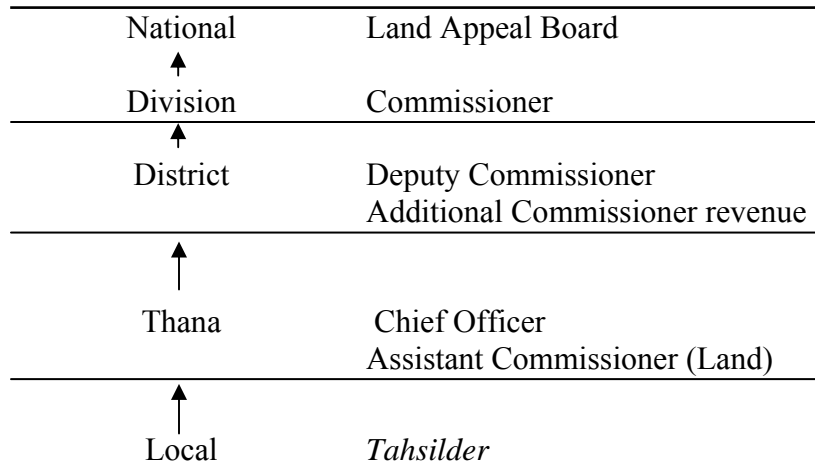 National Land Appeal Board
Division Commissioner
District Deputy Commissioner
Additional Commissioner revenue
Thana Chief Officer
Assistant Commissioner (Land)
Local Tahsilder